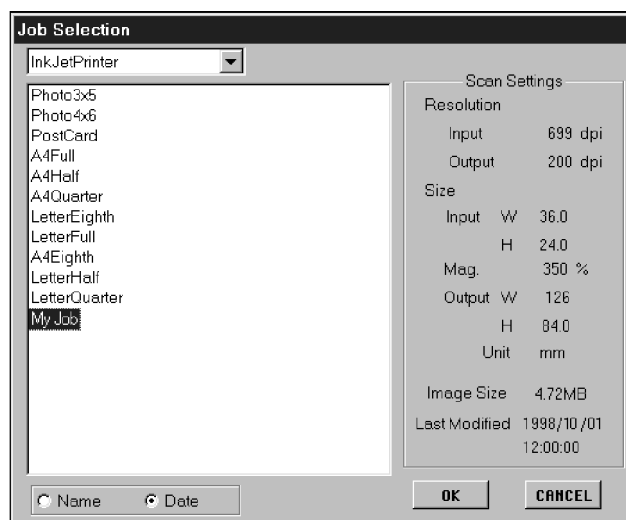 Job Selection
InkJetPrinter
Photo3x5
Photo4x6
PostCard
A4Full
A4Half
A4Quarter
LetterEighth
LetterFull
A4Eighth
LetterHalf
LetterQuarter
My Job
Name Date
Scan Settings
Resolution
Input 699 dpi
Output 200 dpi
Size
Input W 36.0
H 24.0
Mag. 350 %
Output W 126
H 84.0
Unit mm
Image Size 4.72MB
Last Modified 1998/10/01
12:00:00
OK CANCEL